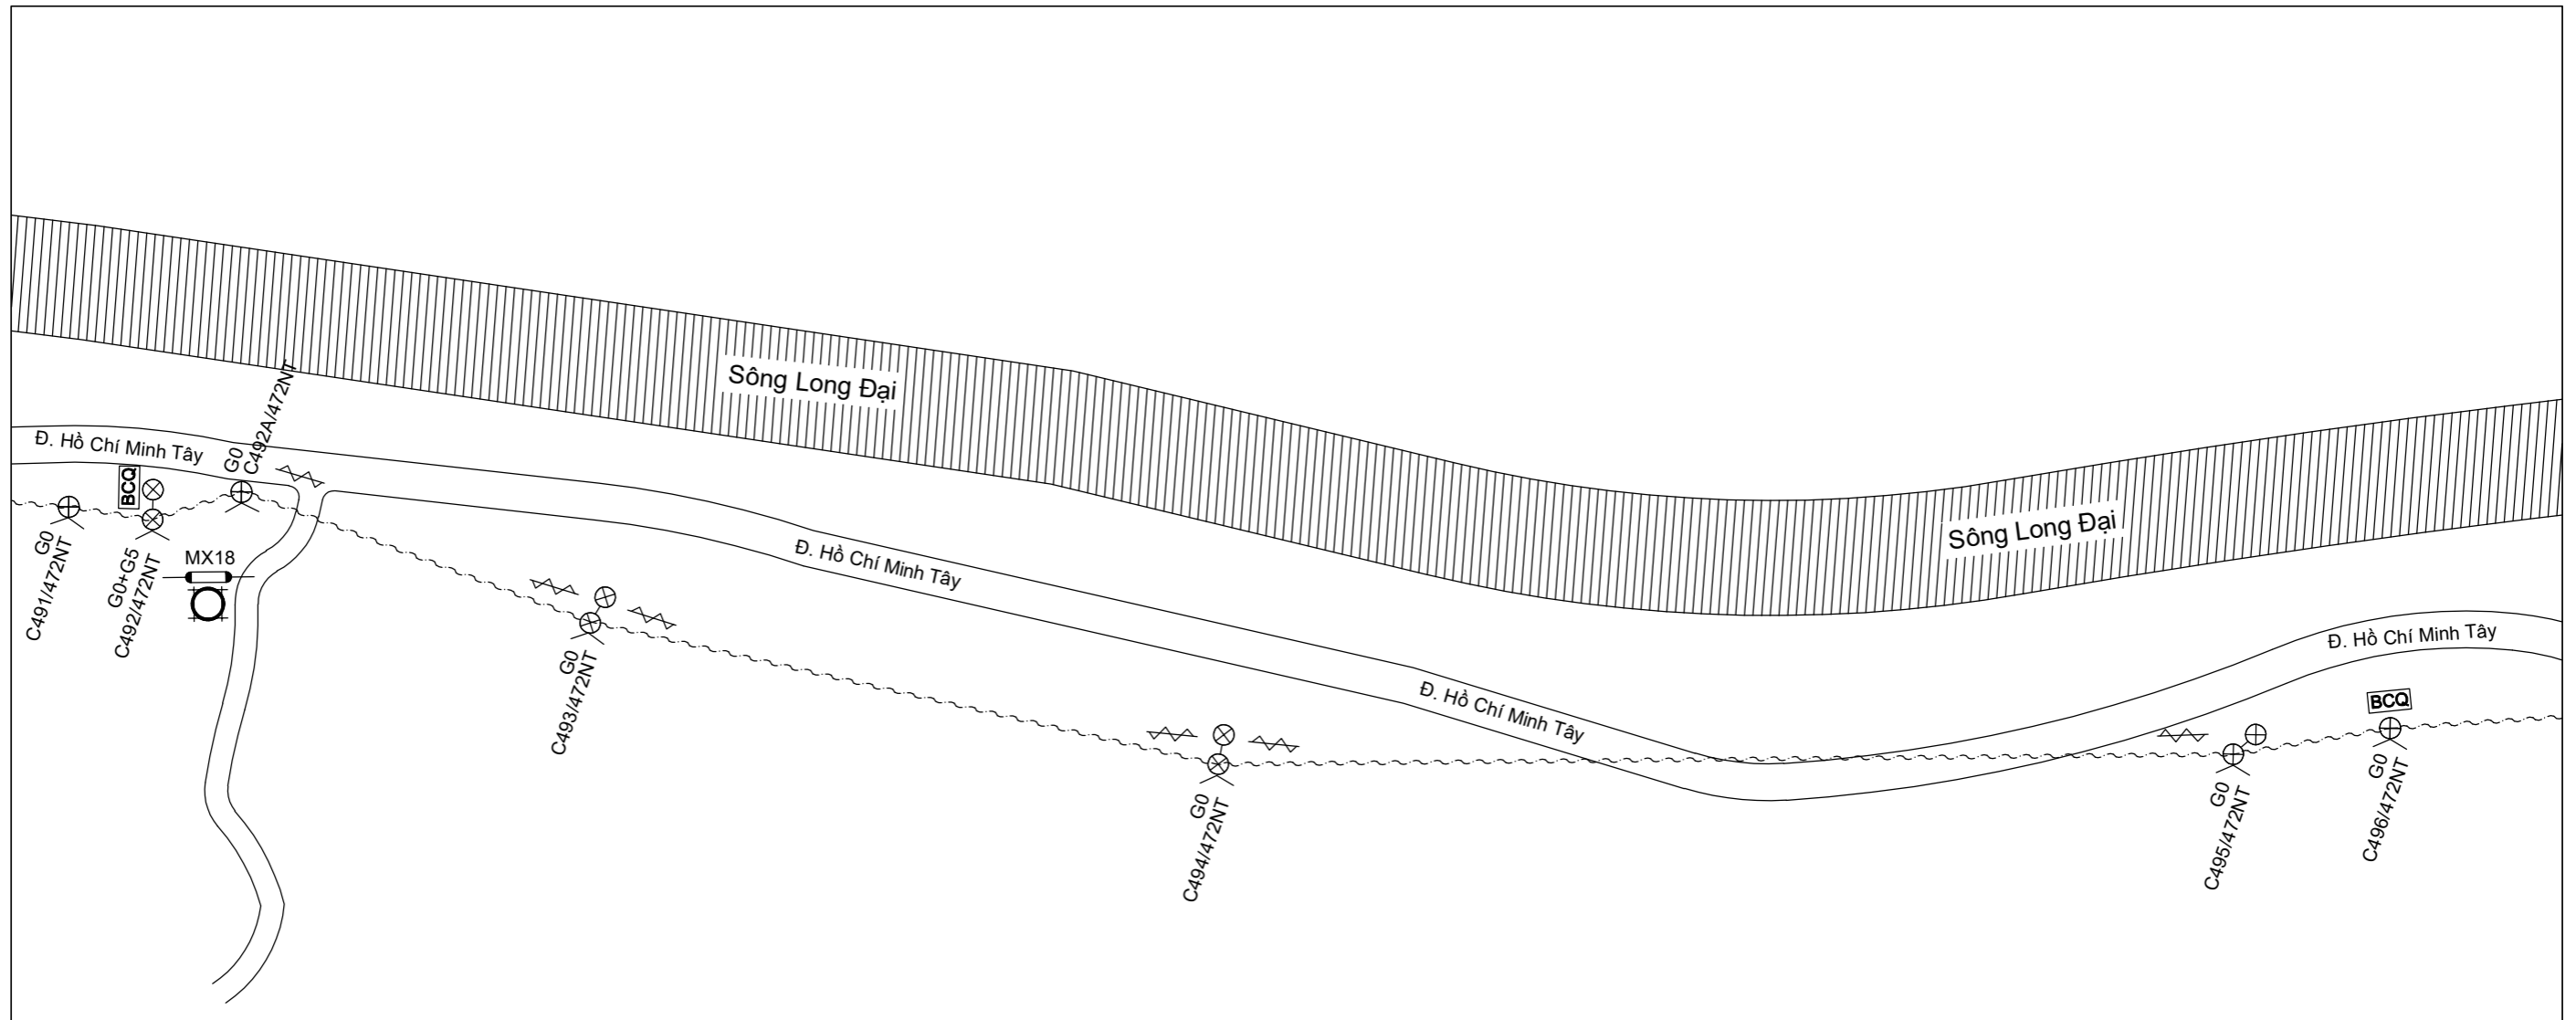 Sông Long Đại
Sông Long Đại
Đ. Hồ Chí Minh Tây
BCQ
G0
C492A/472NT
G0
C491/472NT
G0+G5
C492/472NT
MX18
Đ. Hồ Chí Minh Tây
G0
C493/472NT
Đ. Hồ Chí Minh Tây
G0
C494/472NT
Đ. Hồ Chí Minh Tây
BCQ
G0
C495/472NT
G0
C496/472NT